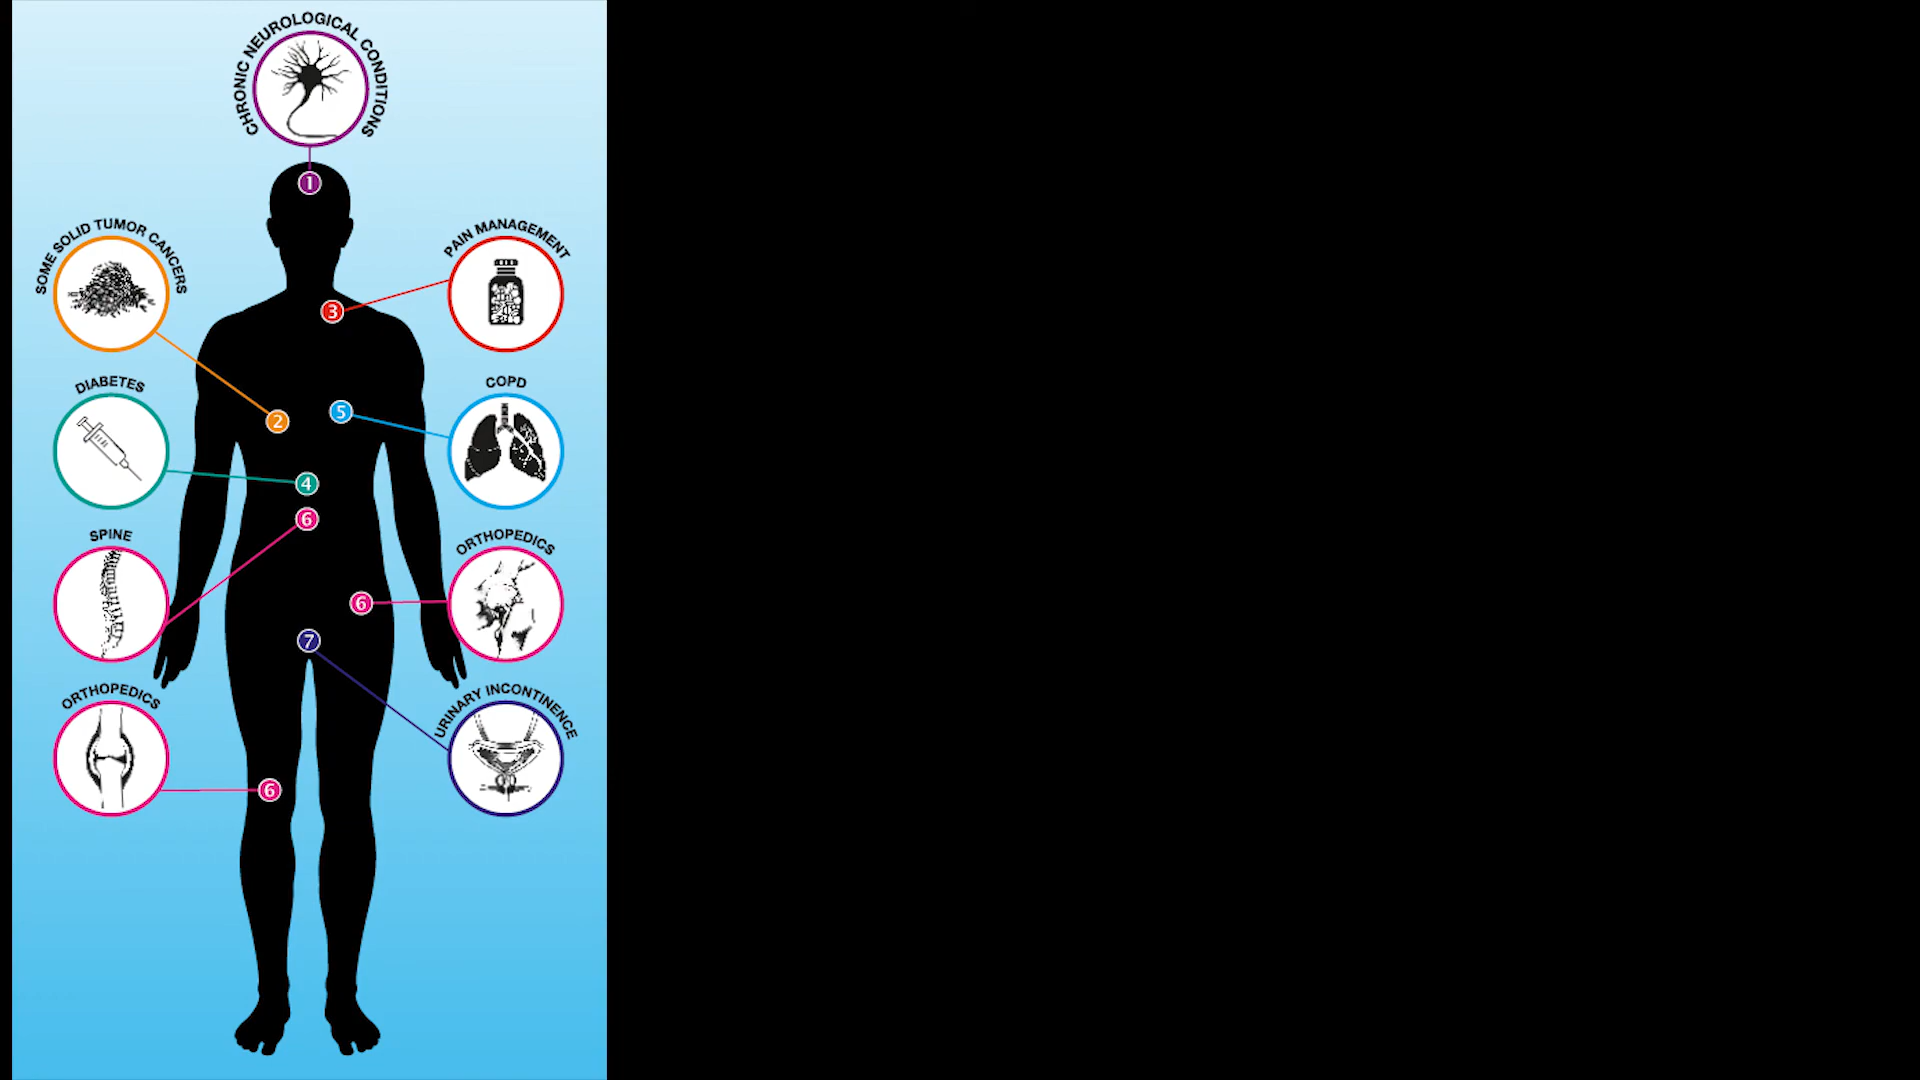 CHRONIC NEUROLOGICAL CONDITIONS
1
SOME SOLID TUMOR CANCERS
PAIN MANAGEMENT
3
DIABETES
COPD
2
5
4
6
SPINE
ORTHOPEDICS
6
7
ORTHOPEDICS
URINARY INCONTINENCE
6